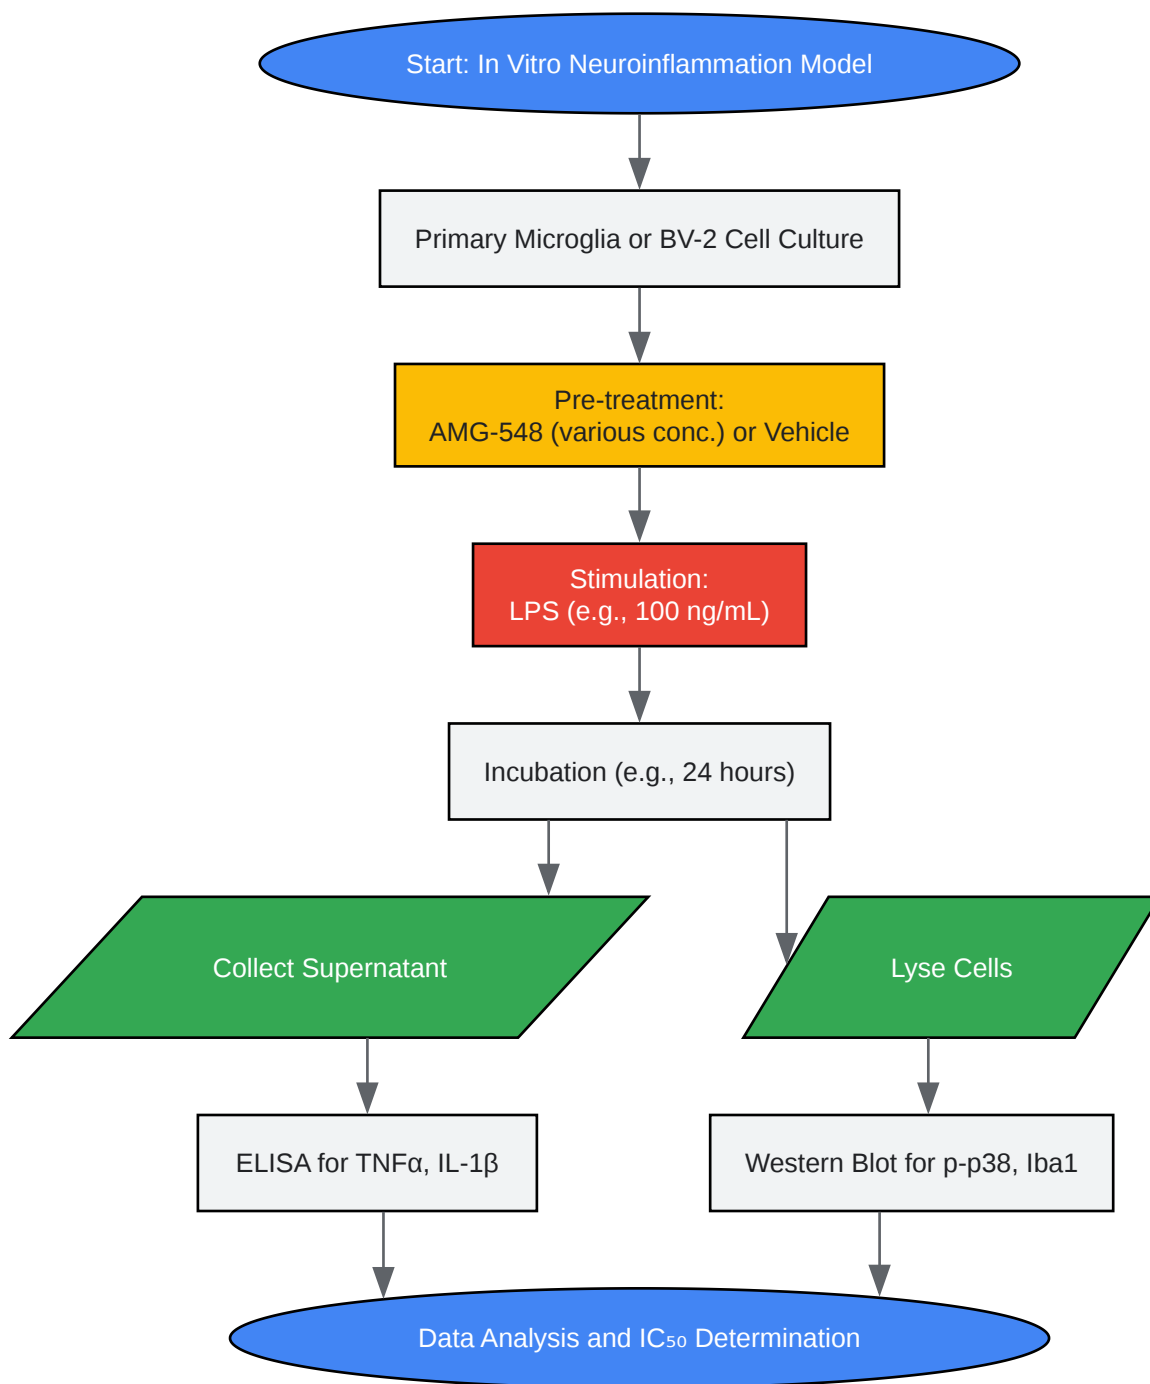 Start: In Vitro Neuroinflammation Model
Primary Microglia or BV-2 Cell Culture
Pre-treatment:
AMG-548 (various conc.) or Vehicle
Stimulation:
LPS (e.g., 100 ng/mL)
Incubation (e.g., 24 hours)
Collect Supernatant
Lyse Cells
ELISA for TNFα, IL-1β
Western Blot for p-p38, Iba1
Data Analysis and IC₅₀ Determination